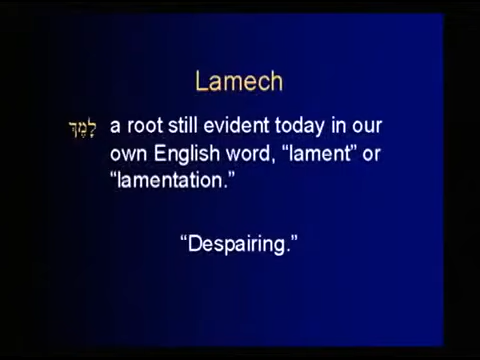 Lamech
לָמֶךְ a root still evident today in our
own English word, “lament” or
“lamentation.”
“Despairing.”